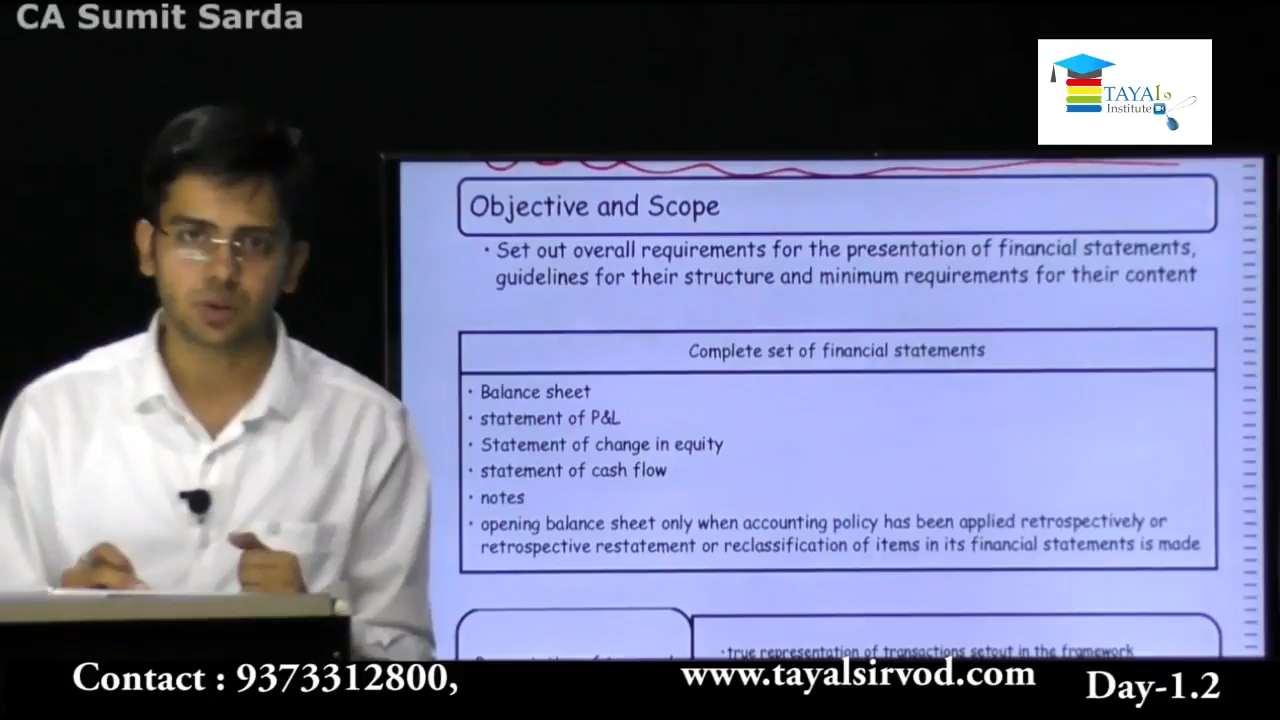 CA Sumit Sarda
TAYAls
Institute
Objective and Scope
• Set out overall requirements for the presentation of financial statements,
guidelines for their structure and minimum requirements for their content
Complete set of financial statements
• Balance sheet
• statement of P&L
• Statement of change in equity
• statement of cash flow
• notes
• opening balance sheet only when accounting policy has been applied retrospectively or
retrospective restatement or reclassification of items in its financial statements is made
• true representation of transactions setout in the framework
Contact : 9373312800,
www.tayalsirvod.com
Day-1.2